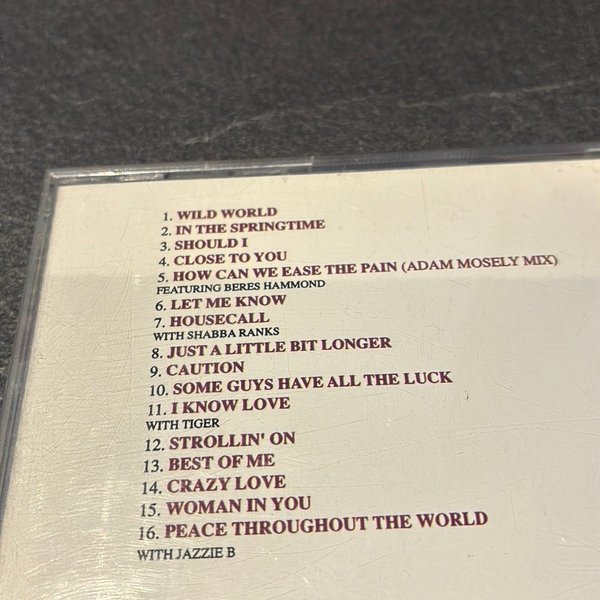 1. WILD WORLD
2. IN THE SPRINGTIME
3. SHOULD I
4. CLOSE TO YOU
5. HOW CAN WE EASE THE PAIN (ADAM MOSELY MIX)
FEATURING BERES HAMMOND
6. LET ME KNOW
7. HOUSECALL
WITH SHABBA RANKS
8. JUST A LITTLE BIT LONGER
9. CAUTION
10. SOME GUYS HAVE ALL THE LUCK
11. I KNOW LOVE
WITH TIGER
12. STROLLIN' ON
13. BEST OF ME
14. CRAZY LOVE
15. WOMAN IN YOU
16. PEACE THROUGHOUT THE WORLD
WITH JAZZIE B